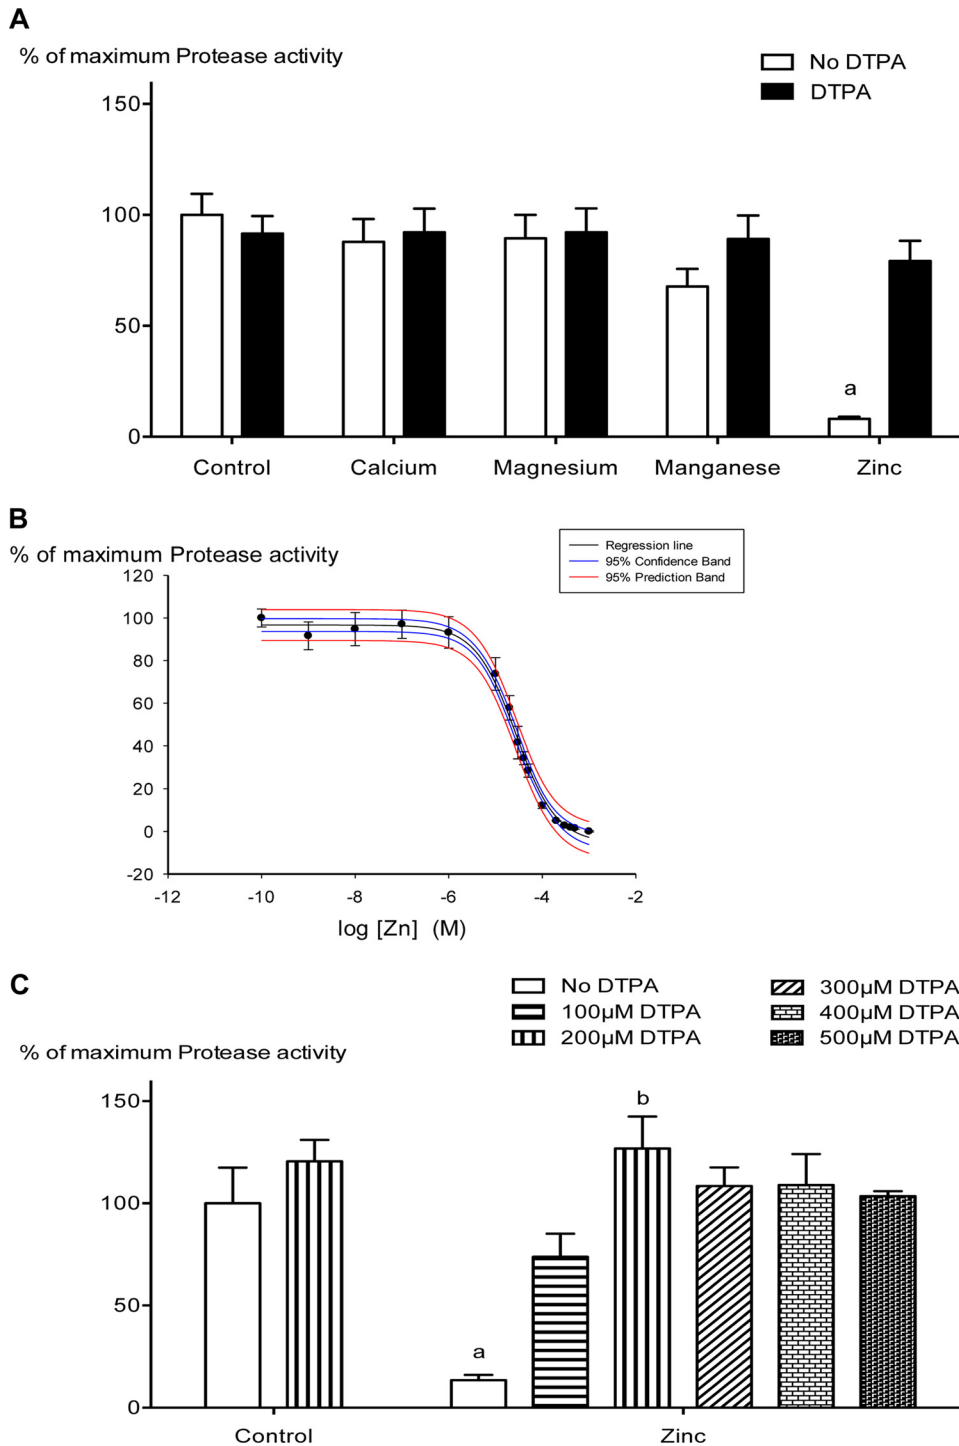 A
% of maximum Protease activity
No DTPA
DTPA
150
100
50
0
a
Control Calcium Magnesium Manganese Zinc
B
% of maximum Protease activity
Regression line
95% Confidence Band
95% Prediction Band
120
100
80
60
40
20
0
-20
-12 -10 -8 -6 -4 -2
log [Zn] (M)
C
No DTPA
100µM DTPA
200µM DTPA
300µM DTPA
400µM DTPA
500µM DTPA
% of maximum Protease activity
150
100
50
0
a
b
Control Zinc